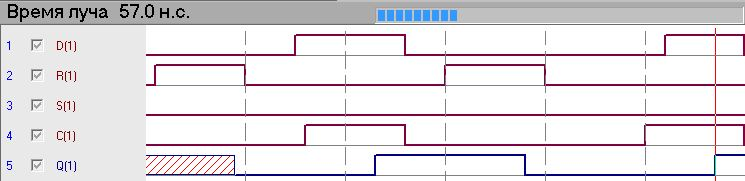 Время луча 57.0 н.с.
1 D(1)
2 R(1)
3 S(1)
4 C(1)
5 Q(1)